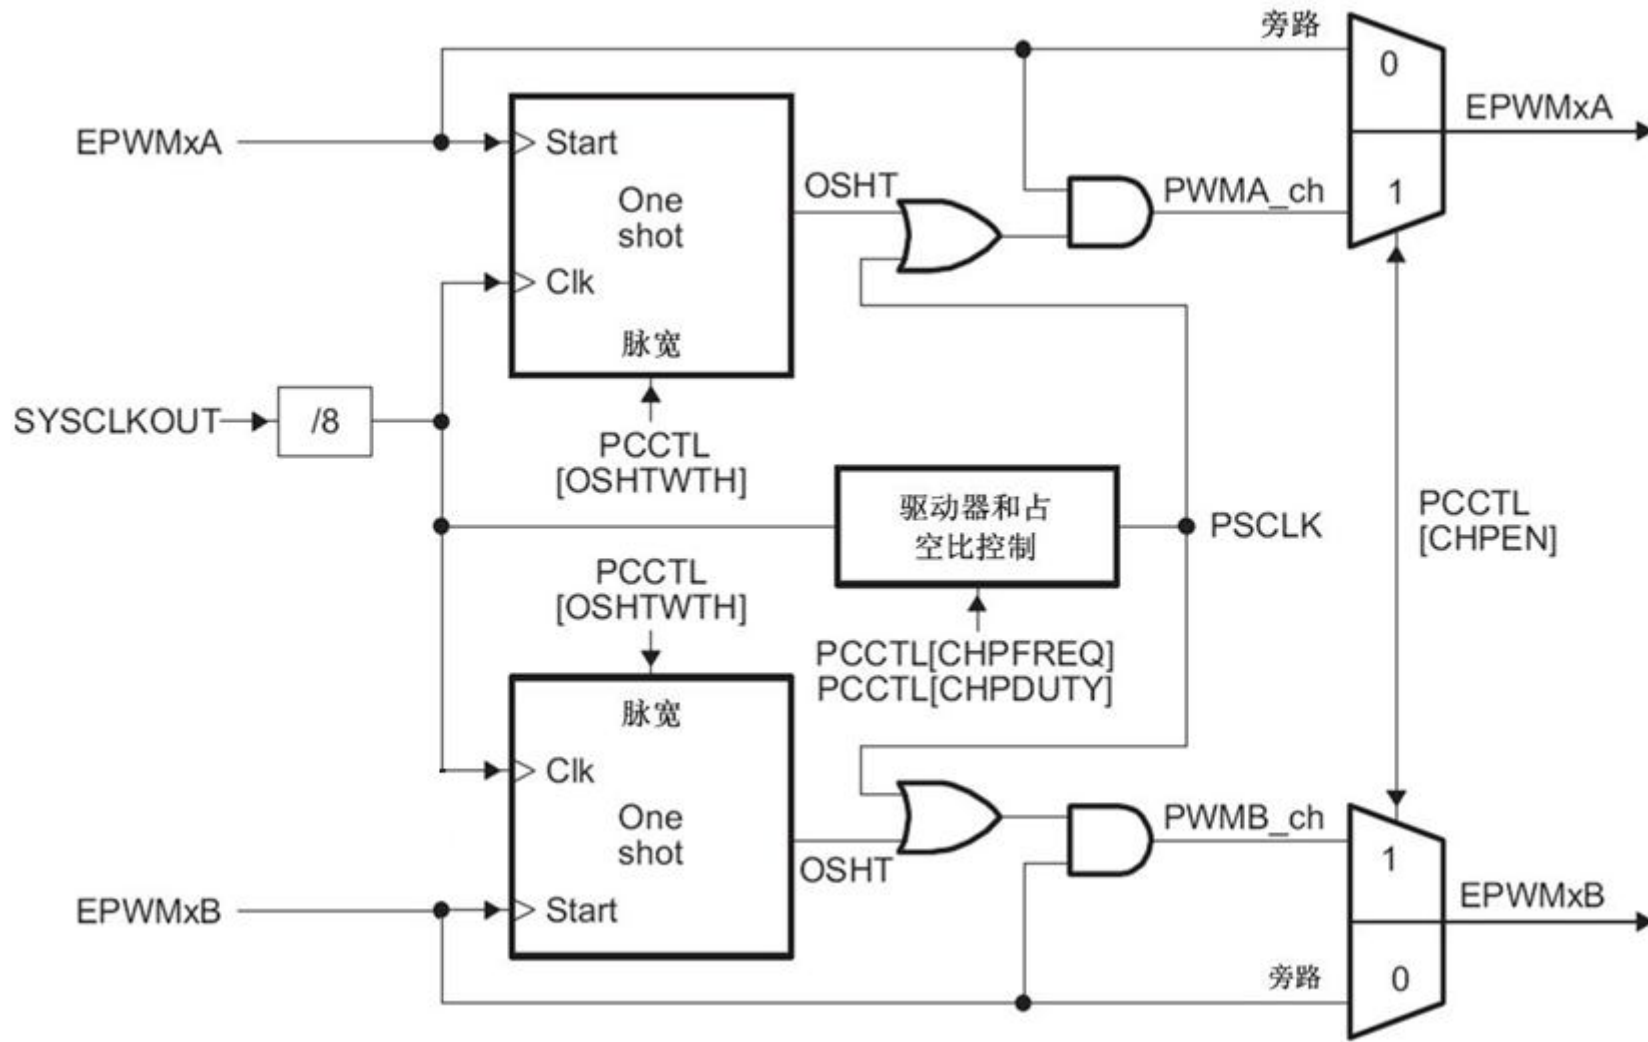 旁路
0
EPWMxA
EPWMxA
Start
One
shot
OSHT
PWMA_ch
1
Clk
脉宽
SYSCLKOUT
/8
PCCTL
[OSHTWTH]
驱动器和占
空比控制
PSCLK
PCCTL
[CHPEN]
PCCTL
[OSHTWTH]
PCCTL[CHPFREQ]
PCCTL[CHPDUTY]
脉宽
Clk
One
shot
OSHT
PWMB_ch
1
EPWMxB
EPWMxB
Start
旁路
0